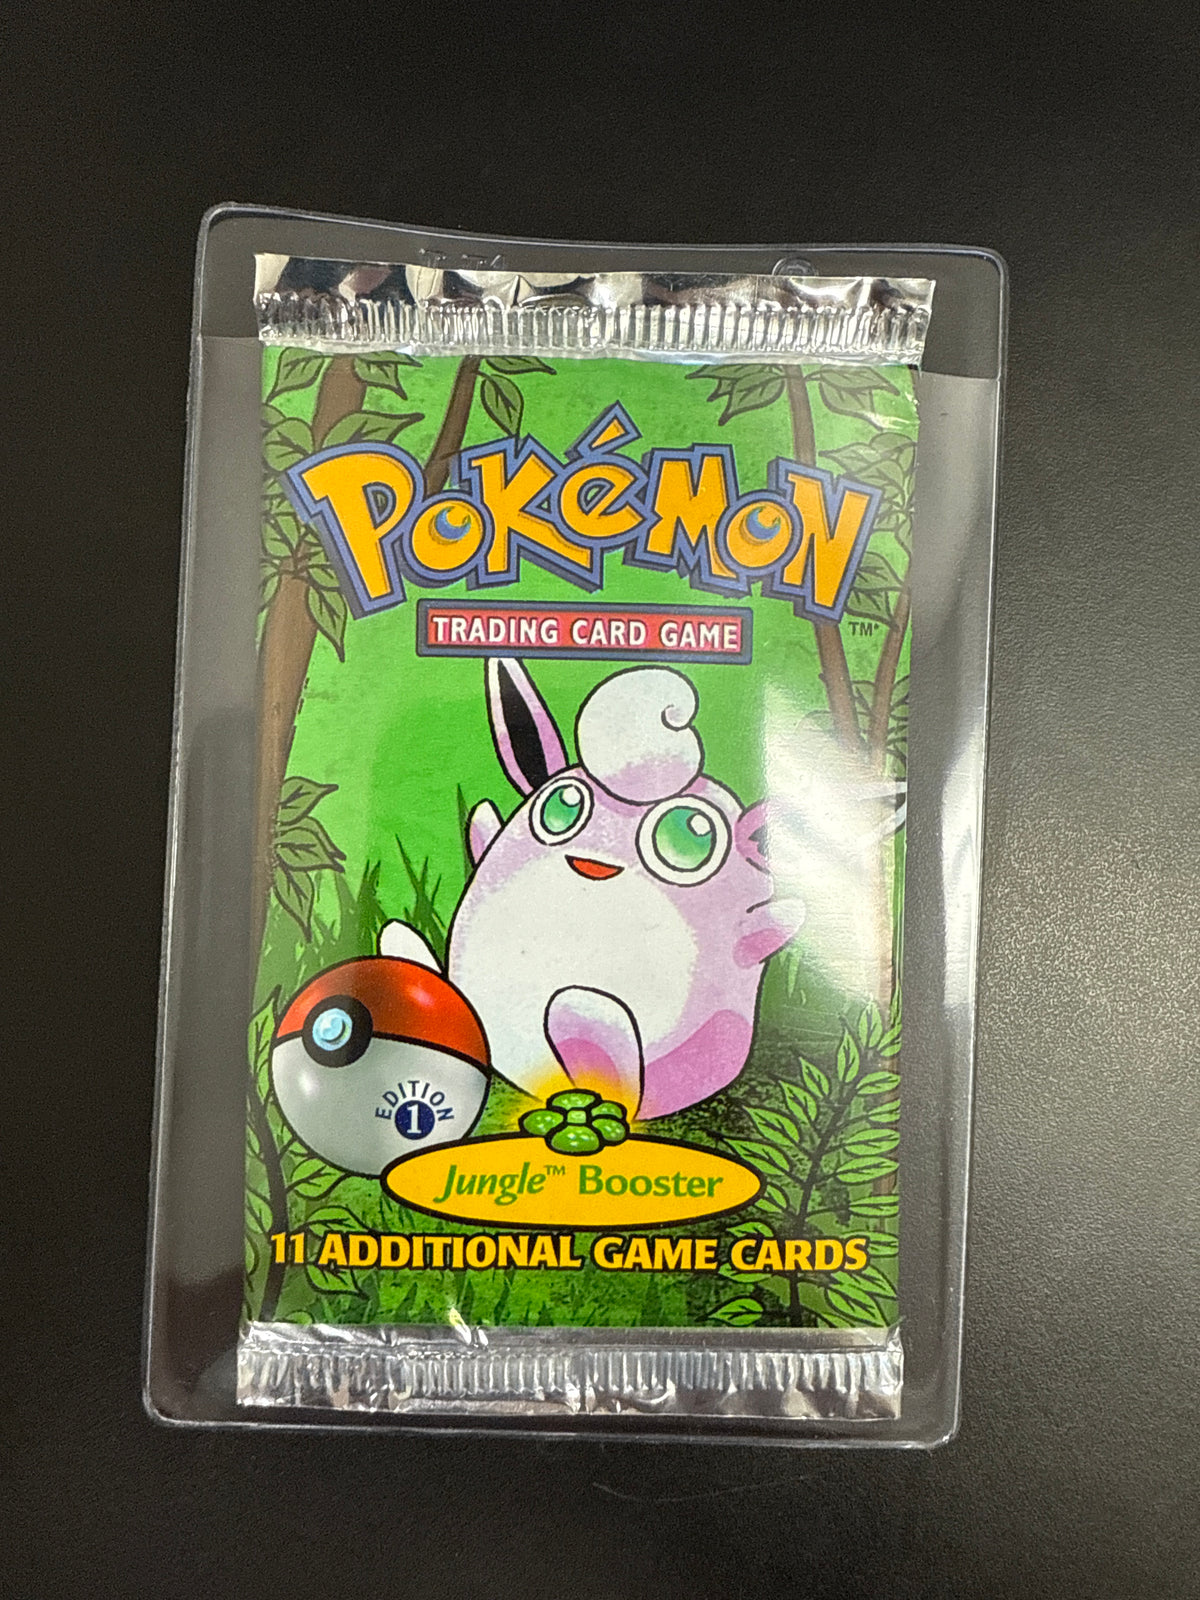 POKéMON
TM
TRADING CARD GAME
EDITION
1
Jungle™ Booster
11 ADDITIONAL GAME CARDS